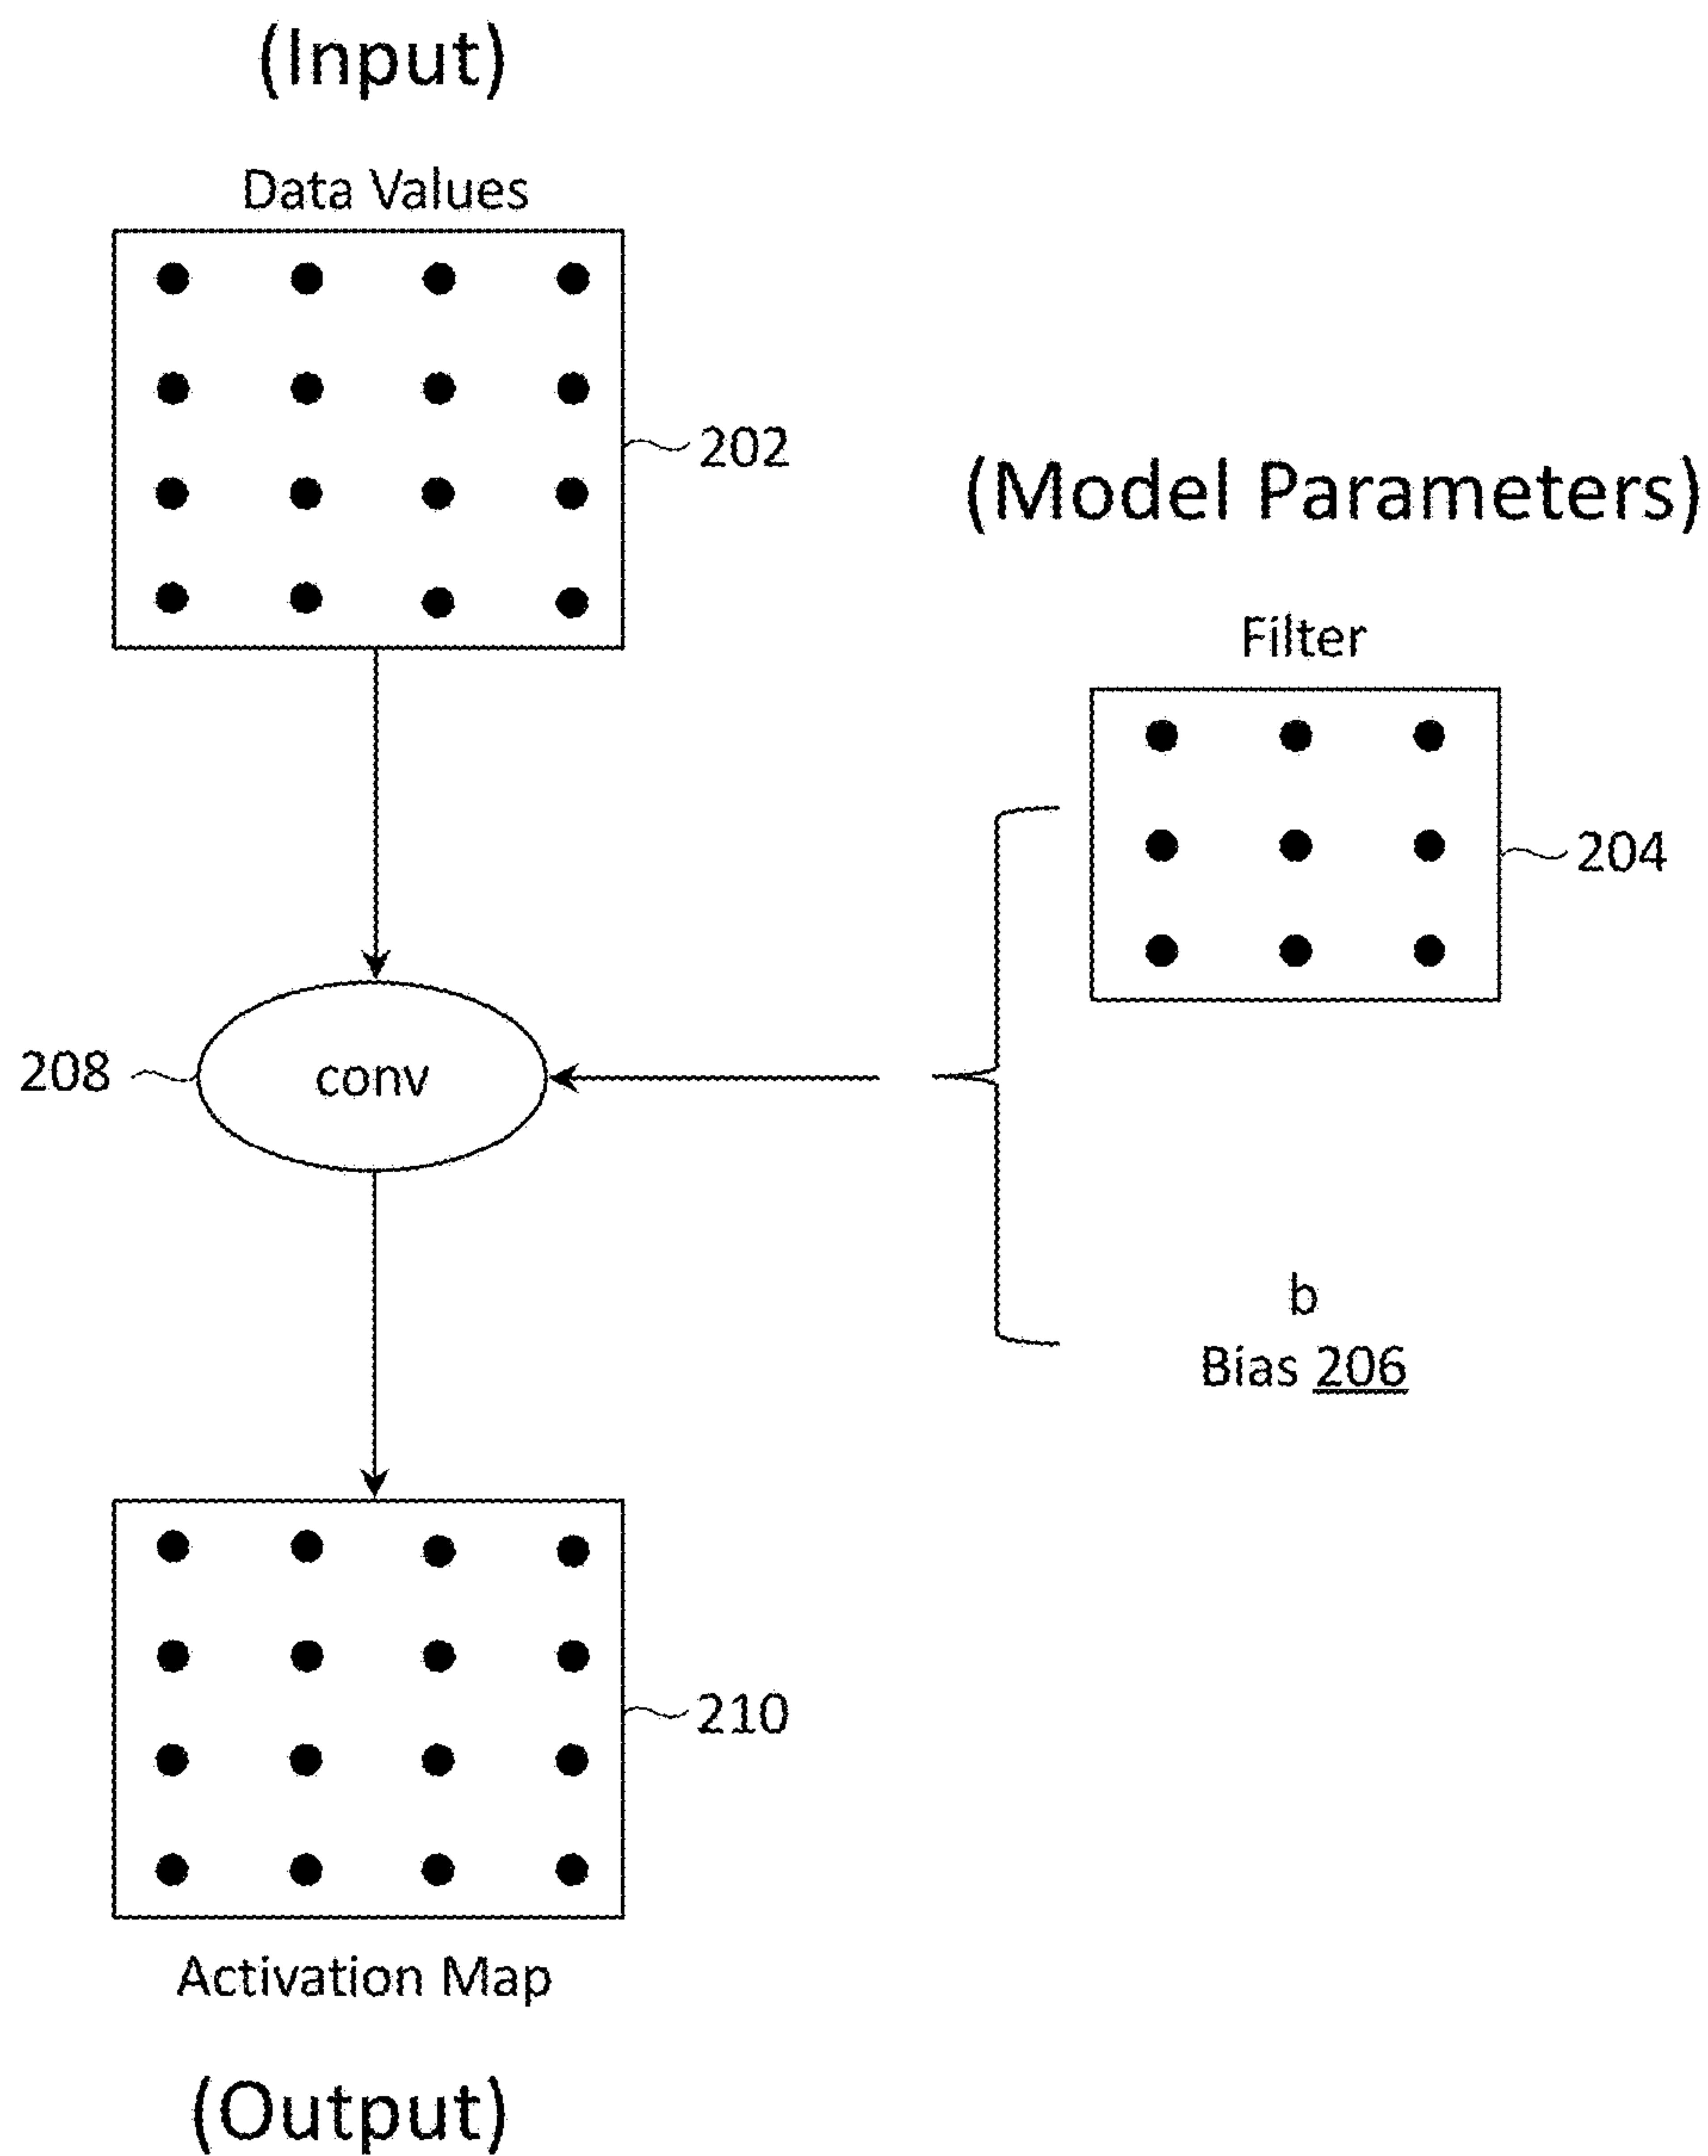 (Input)
Data Values
202
(Model Parameters)
Filter
204
208
conv
b
Bias 206
210
Activation Map
(Output)